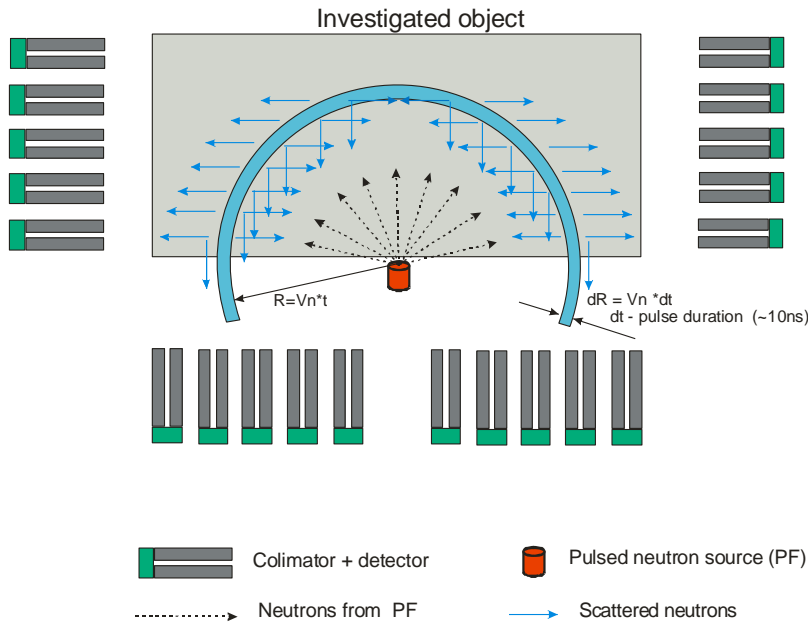 Investigated object
R=Vn*t
dR = Vn *dt
dt - pulse duration (~10ns)
Colimator + detector
Pulsed neutron source (PF)
Neutrons from PF
Scattered neutrons